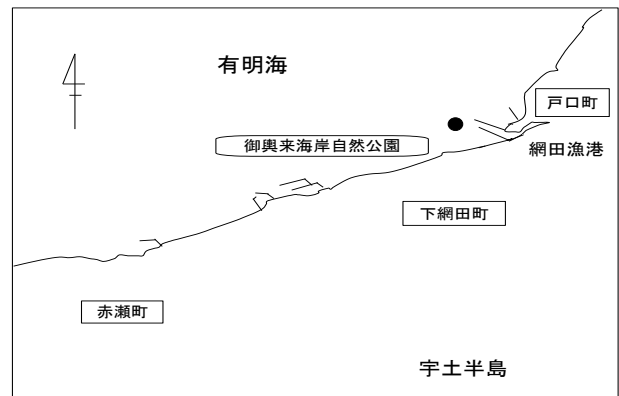 有明海
戸口町
御輿来海岸自然公園
網田漁港
下網田町
赤瀬町
宇土半島